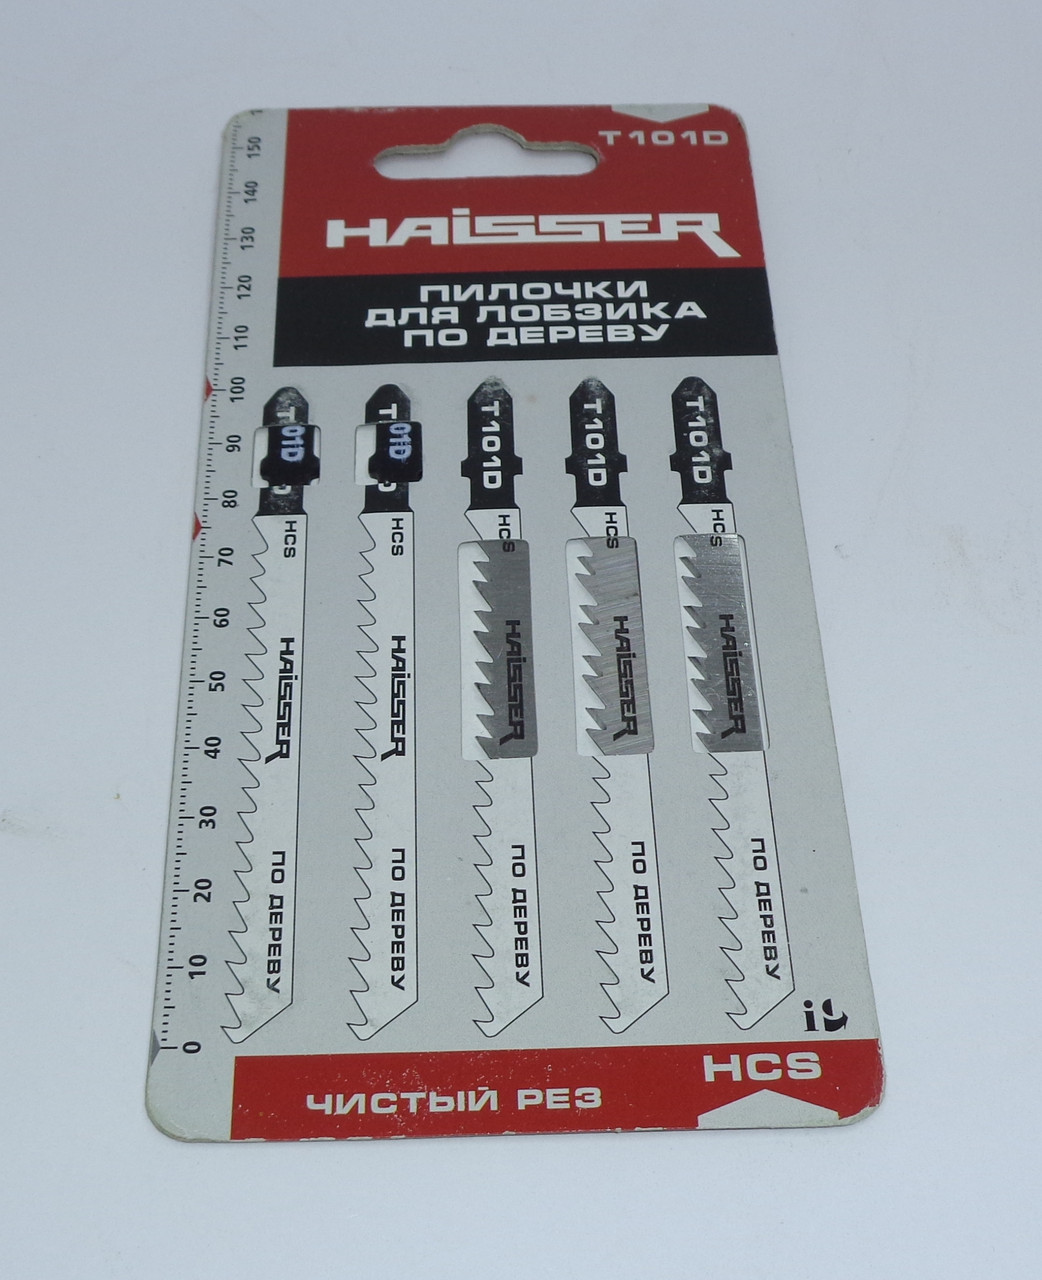 T101D
HAISSER
ПИЛОЧКИ
ДЛЯ ЛОБЗИКА
ПО ДЕРЕВУ
150
140
130
120
110
100
90
80
70
60
50
40
30
20
10
0
HCS
HAISSER
ПО ДЕРЕВУ
HCS
HAISSER
ПО ДЕРЕВУ
T101D
HCS
HAISSER
ПО ДЕРЕВУ
T101D
HCS
HAISSER
ПО ДЕРЕВУ
T101D
HCS
HAISSER
ПО ДЕРЕВУ
ЧИСТЫЙ РЕЗ
HCS